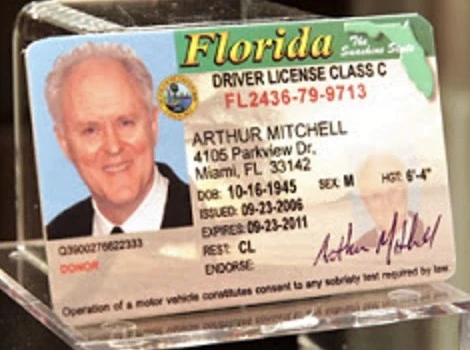 Florida
The
Sunshine State
DRIVER LICENSE CLASS C
FL2436-79-9713
ARTHUR MITCHELL
4105 Parkview Dr,
Miami, FL 33142
DOB: 10-16-1945 SEX: M HGT: 6'-4"
ISSUED: 09-23-2006
EXPIRES: 09-23-2011
REST: CL
ENDORSE:
Arthur Mitchell
Q3900276622333
DONOR
Operation of a motor vehicle constitutes consent to any sobriety test required by law.